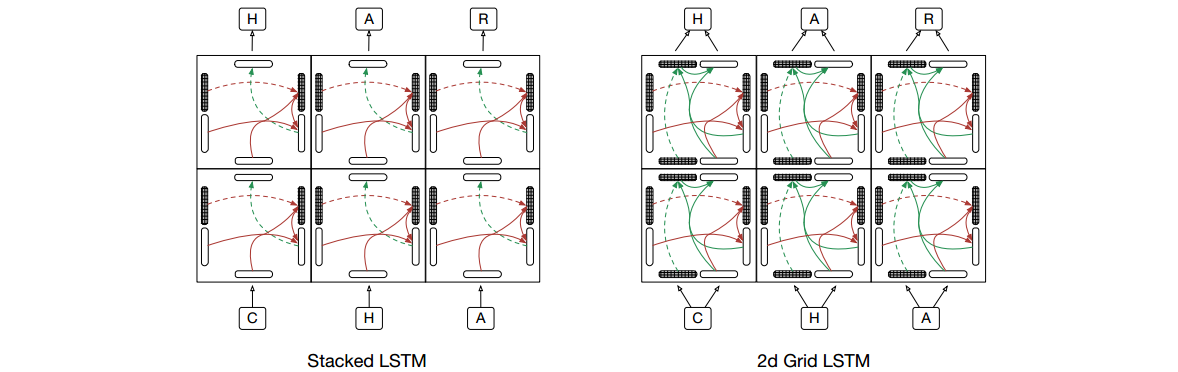 H A R H A R
C H A C H A
Stacked LSTM 2d Grid LSTM